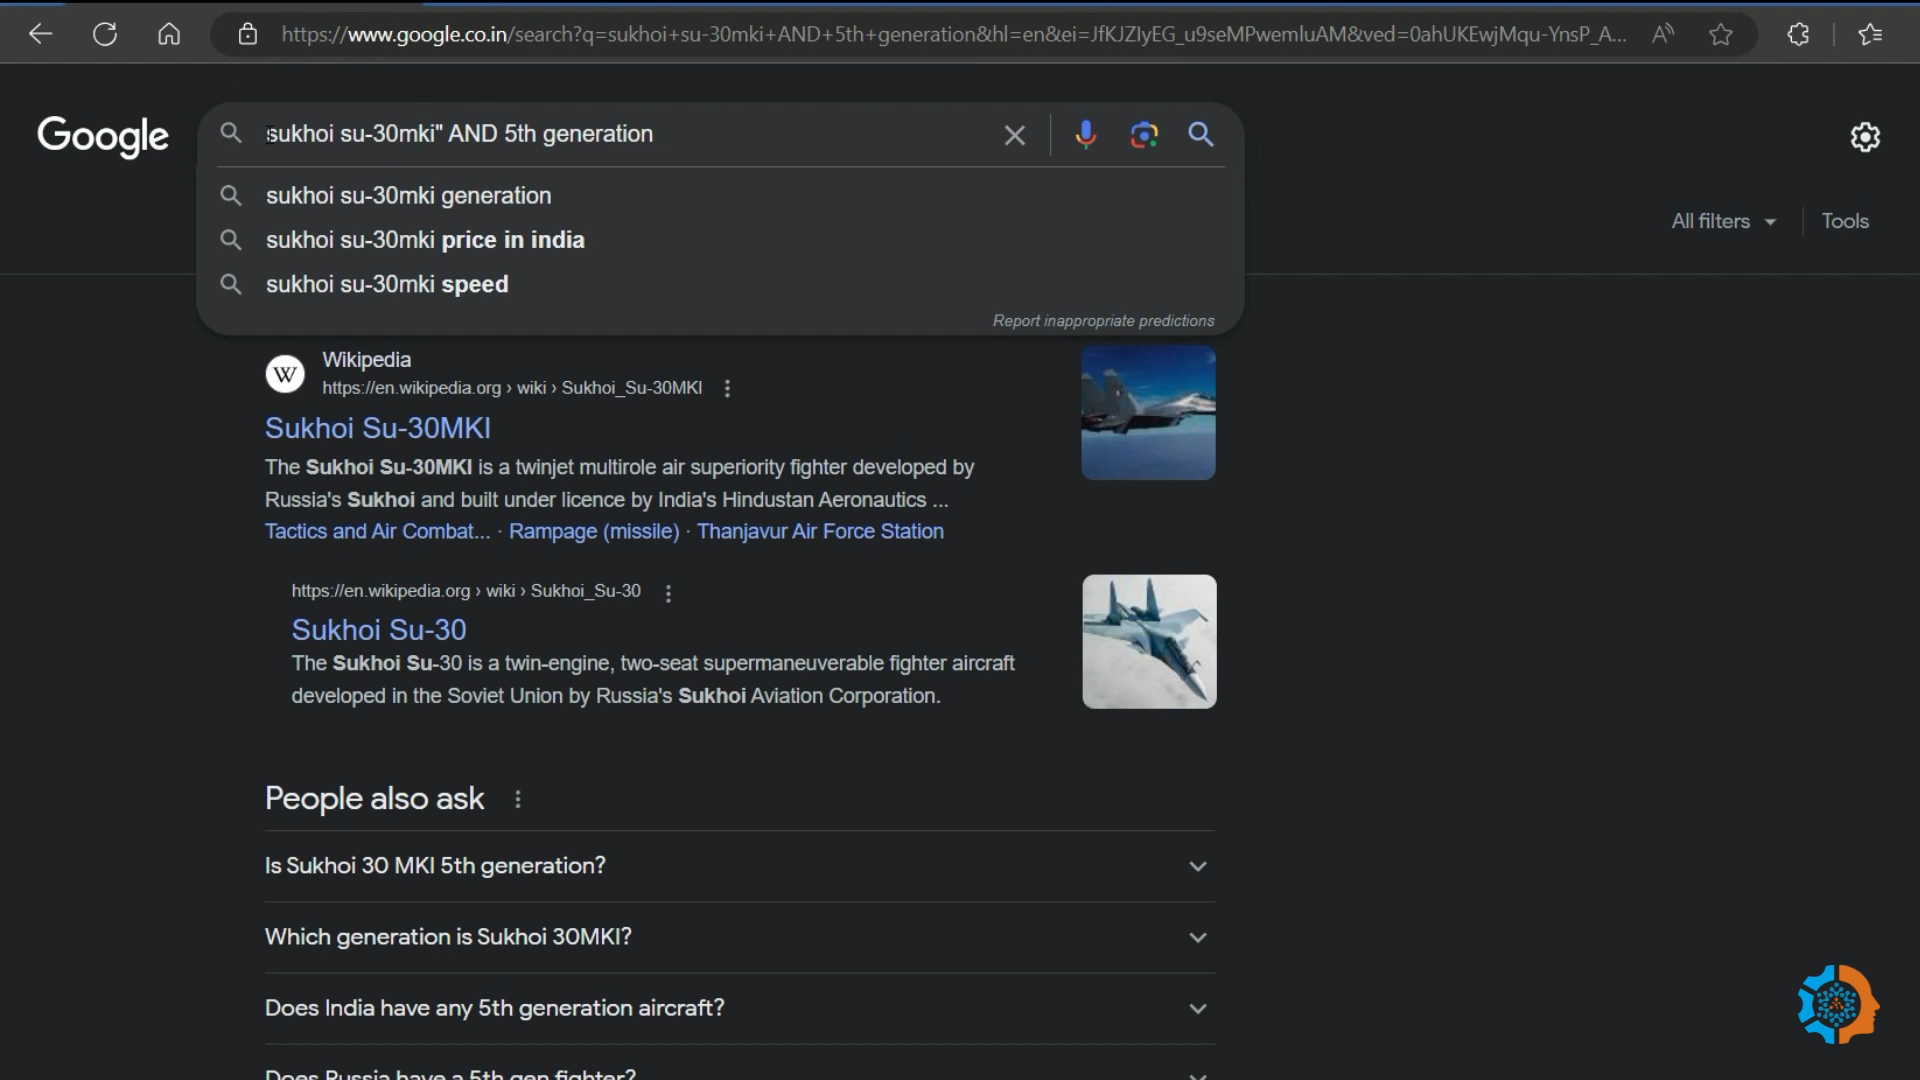 https://www.google.co.in/search?q=sukhoi+su-30mki+AND+5th+generation&hl=en&ei=JfKJZIyEG_u9seMPwemluAM&ved=0ahUKEwjMqu-YnsP_A...
Google
sukhoi su-30mki" AND 5th generation
sukhoi su-30mki generation
sukhoi su-30mki price in india
sukhoi su-30mki speed
Report inappropriate predictions
All filters
Tools
W
Wikipedia
https://en.wikipedia.org › wiki › Sukhoi_Su-30MKI
Sukhoi Su-30MKI
The Sukhoi Su-30MKI is a twinjet multirole air superiority fighter developed by
Russia's Sukhoi and built under licence by India's Hindustan Aeronautics ...
Tactics and Air Combat... · Rampage (missile) · Thanjavur Air Force Station
https://en.wikipedia.org › wiki › Sukhoi_Su-30
Sukhoi Su-30
The Sukhoi Su-30 is a twin-engine, two-seat supermaneuverable fighter aircraft
developed in the Soviet Union by Russia's Sukhoi Aviation Corporation.
People also ask
Is Sukhoi 30 MKI 5th generation?
Which generation is Sukhoi 30MKI?
Does India have any 5th generation aircraft?
Does Russia have a 5th gen fighter?